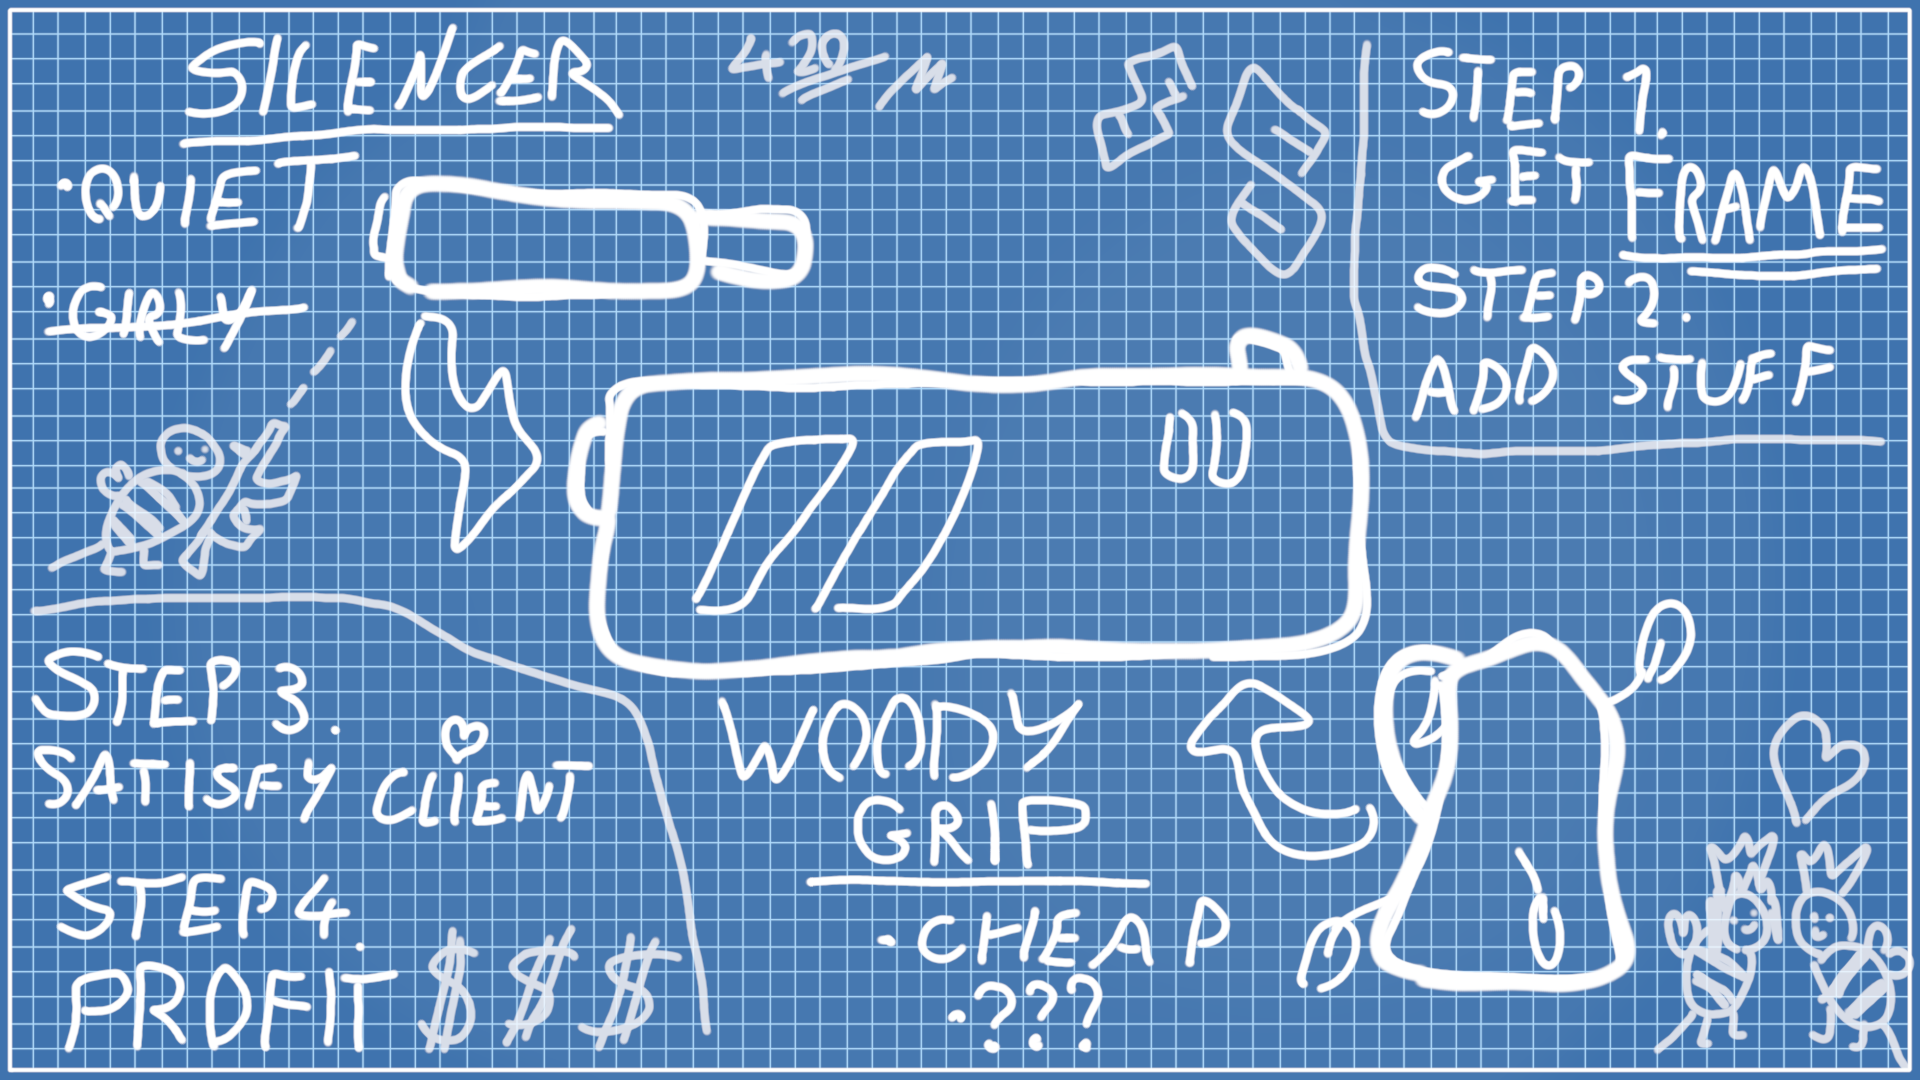 SILENCER
·QUIET
·GIRLY
420/M
STEP 1.
GET FRAME
STEP 2.
ADD STUFF
STEP 3.
SATISFY CLIENT
STEP 4.
PROFIT $$$
WOODY
GRIP
·CHEAP
·???